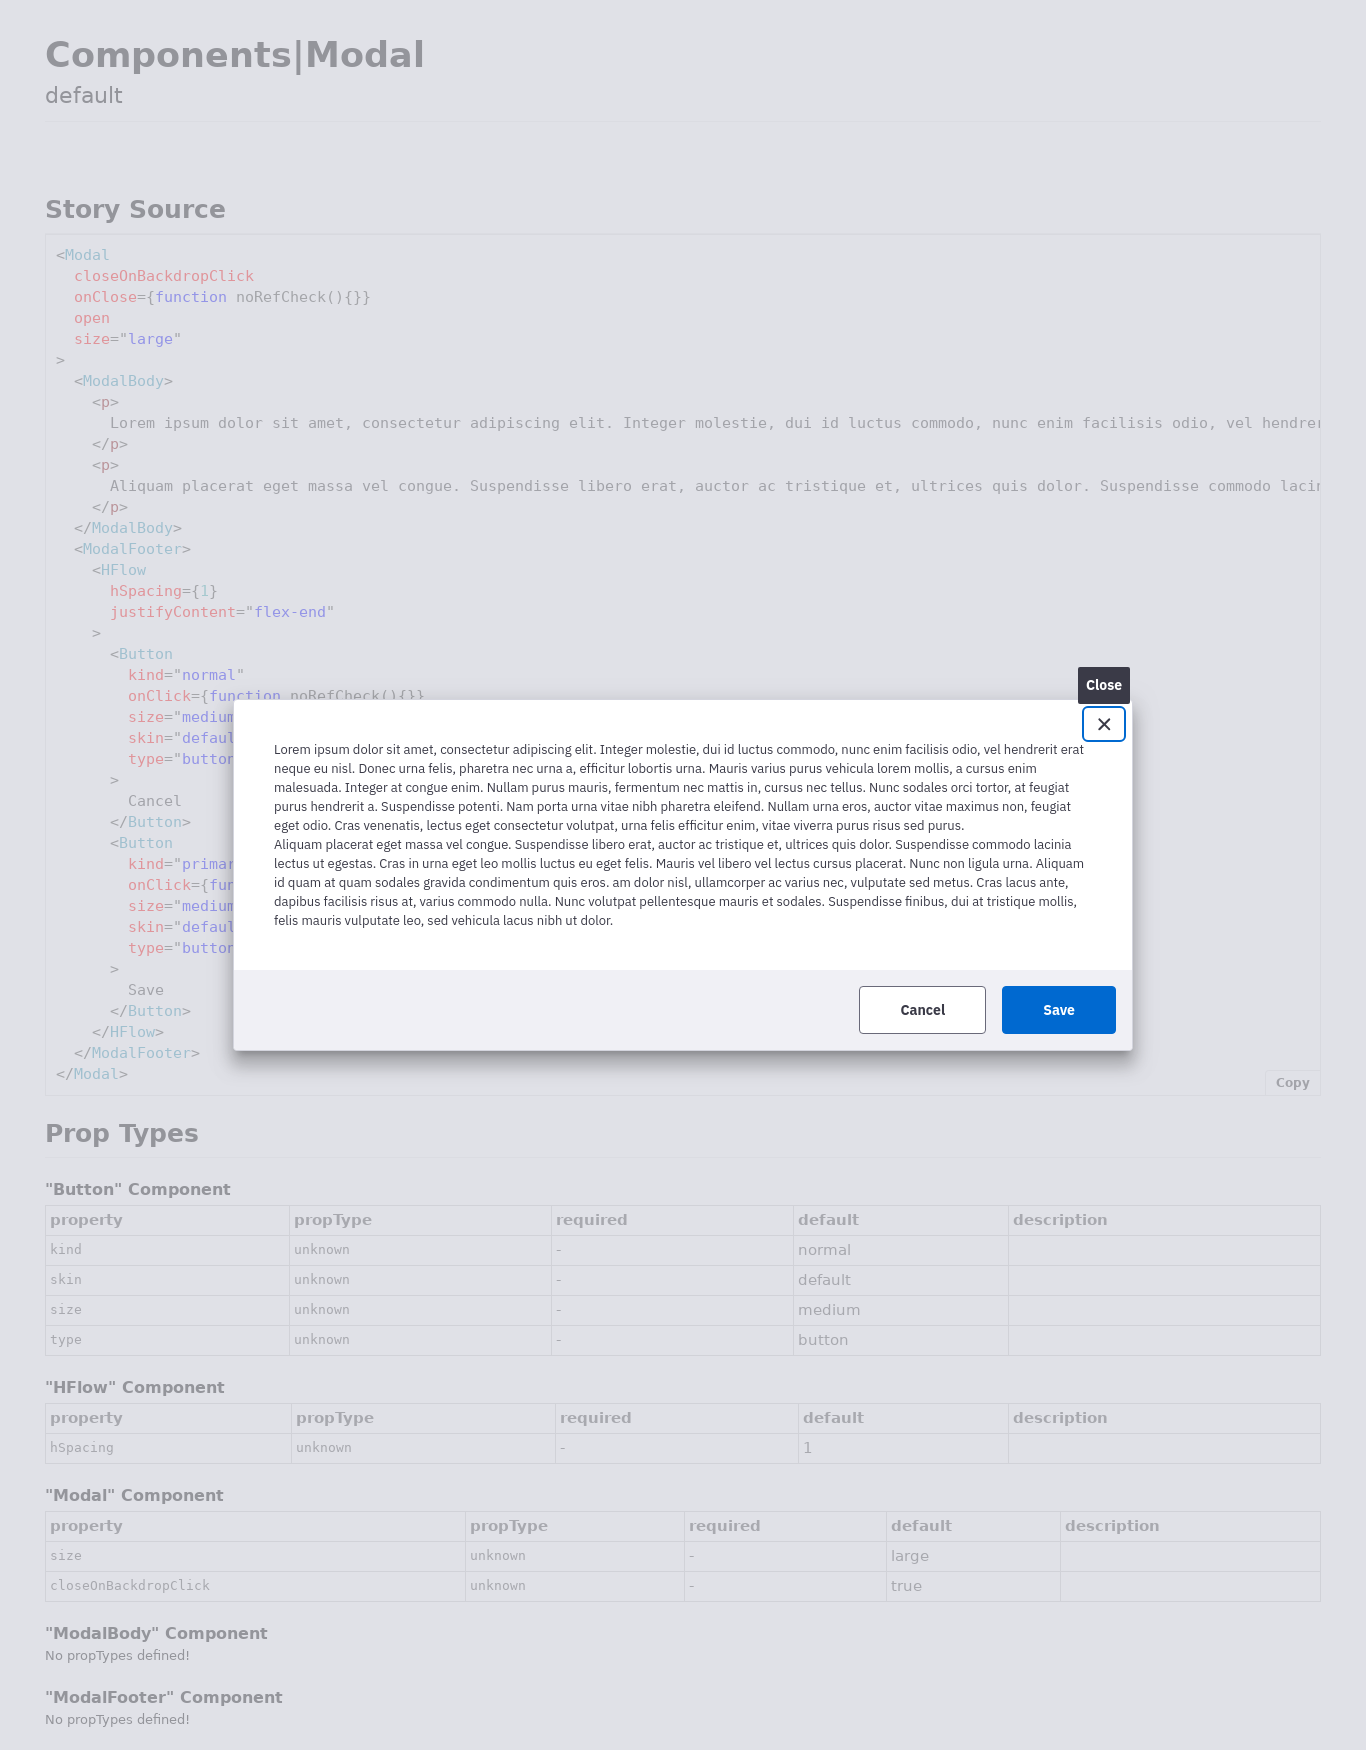 Components|Modal
default
Story Source
<Modal
closeOnBackdropClick
onClose={function noRefCheck(){}}
open
size="large"
>
<ModalBody>
<p>
Lorem ipsum dolor sit amet, consectetur adipiscing elit. Integer molestie, dui id luctus commodo, nunc enim facilisis odio, vel
</p>
<p>
Aliquam placerat eget massa vel congue. Suspendisse libero erat, auctor ac tristique et, ultrices quis dolor. Suspendisse commodo
</p>
</ModalBody>
<ModalFooter>
<HFlow
hSpacing={1}
justifyContent="flex-end"
>
<Button
kind="normal"
onClick={function noRefCheck(){}}
size="medium
skin="defaul
type="button
>
Cancel
</Button>
<Button
kind="primar
onClick={fun
size="medium
skin="defaul
type="button
>
Save
</Button>
</HFlow>
</ModalFooter>
</Modal>
Copy
Close
Lorem ipsum dolor sit amet, consectetur adipiscing elit. Integer molestie, dui id luctus commodo, nunc enim facilisis odio, vel hendrerit erat
neque eu nisl. Donec urna felis, pharetra nec urna a, efficitur lobortis urna. Mauris varius purus vehicula lorem mollis, a cursus enim
malesuada. Integer at congue enim. Nullam purus mauris, fermentum nec mattis in, cursus nec tellus. Nunc sodales orci tortor, at feugiat
purus hendrerit a. Suspendisse potenti. Nam porta urna vitae nibh pharetra eleifend. Nullam urna eros, auctor vitae maximus non, feugiat
eget odio. Cras venenatis, lectus eget consectetur volutpat, urna felis efficitur enim, vitae viverra purus risus sed purus.
Aliquam placerat eget massa vel congue. Suspendisse libero erat, auctor ac tristique et, ultrices quis dolor. Suspendisse commodo lacinia
lectus ut egestas. Cras in urna eget leo mollis luctus eu eget felis. Mauris vel libero vel lectus cursus placerat. Nunc non ligula urna. Aliquam
id quam at quam sodales gravida condimentum quis eros. am dolor nisl, ullamcorper ac varius nec, vulputate sed metus. Cras lacus ante,
dapibus facilisis risus at, varius commodo nulla. Nunc volutpat pellentesque mauris et sodales. Suspendisse finibus, dui at tristique mollis,
felis mauris vulputate leo, sed vehicula lacus nibh ut dolor.
Cancel Save
Prop Types
"Button" Component
property propType required default description
kind unknown - normal
skin unknown - default
size unknown - medium
type unknown - button
"HFlow" Component
property propType required default description
hSpacing unknown - 1
"Modal" Component
property propType required default description
size unknown - large
closeOnBackdropClick unknown - true
"ModalBody" Component
No propTypes defined!
"ModalFooter" Component
No propTypes defined!